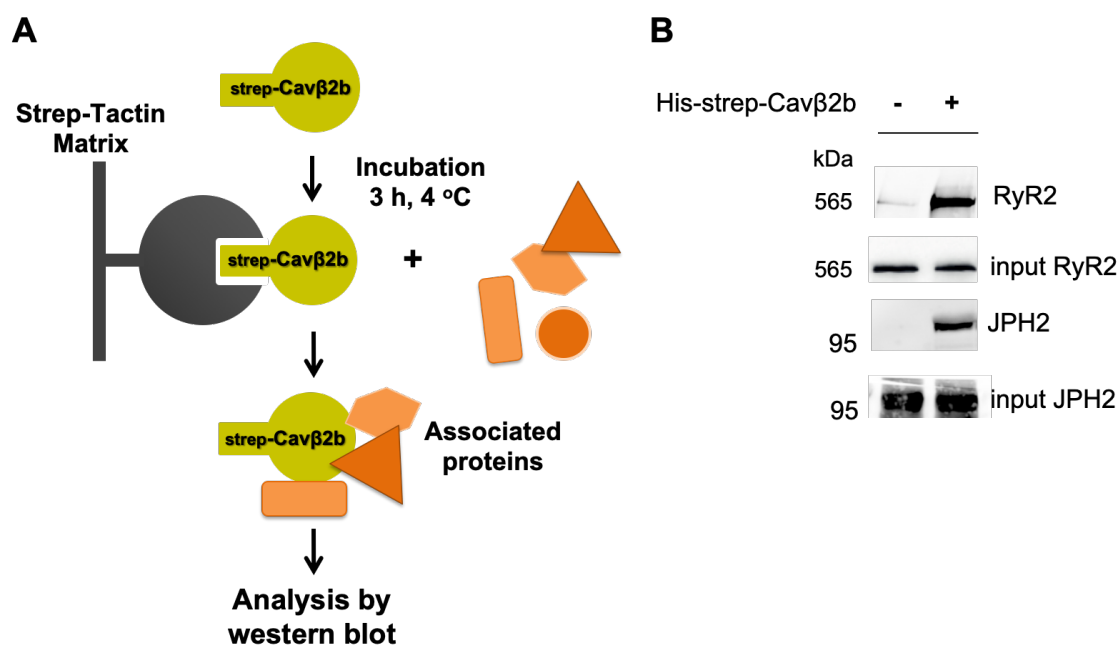 A
strep-Cavβ2b
Strep-Tactin
Matrix
Incubation
3 h, 4 ºC
strep-Cavβ2b
+
strep-Cavβ2b
Associated
proteins
Analysis by
western blot
B
His-strep-Cavβ2b - +
kDa
565 RyR2
565 input RyR2
95 JPH2
95 input JPH2